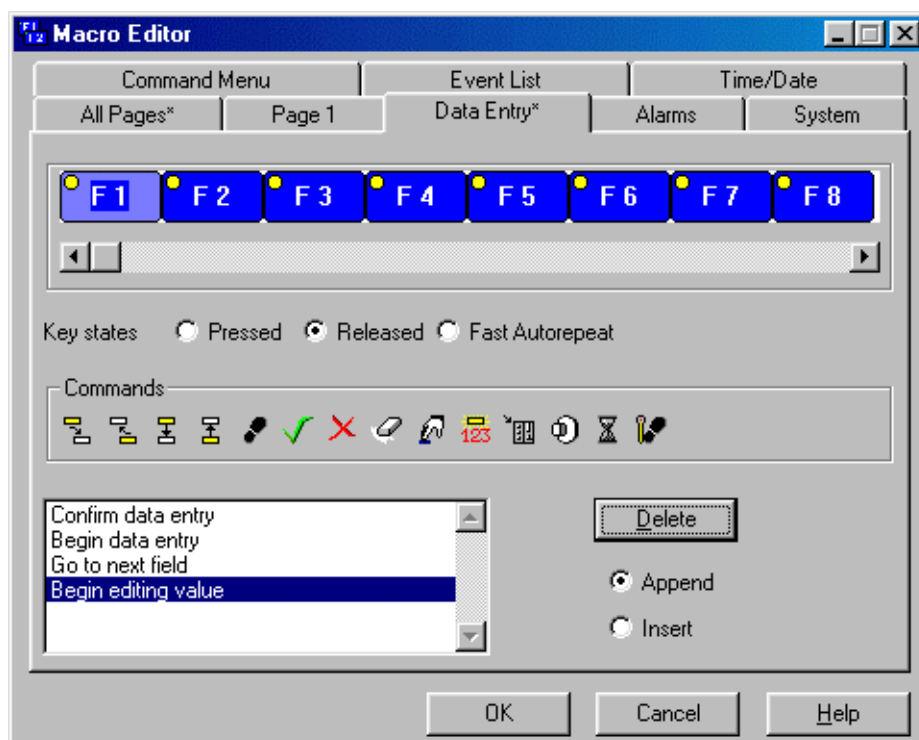 Macro Editor
Command Menu Event List Time/Date
All Pages* Page 1 Data Entry* Alarms System
F 1 F 2 F 3 F 4 F 5 F 6 F 7 F 8
Key states Pressed Released Fast Autorepeat
Commands
123
Confirm data entry
Begin data entry
Go to next field
Begin editing value
Delete
Append
Insert
OK Cancel Help